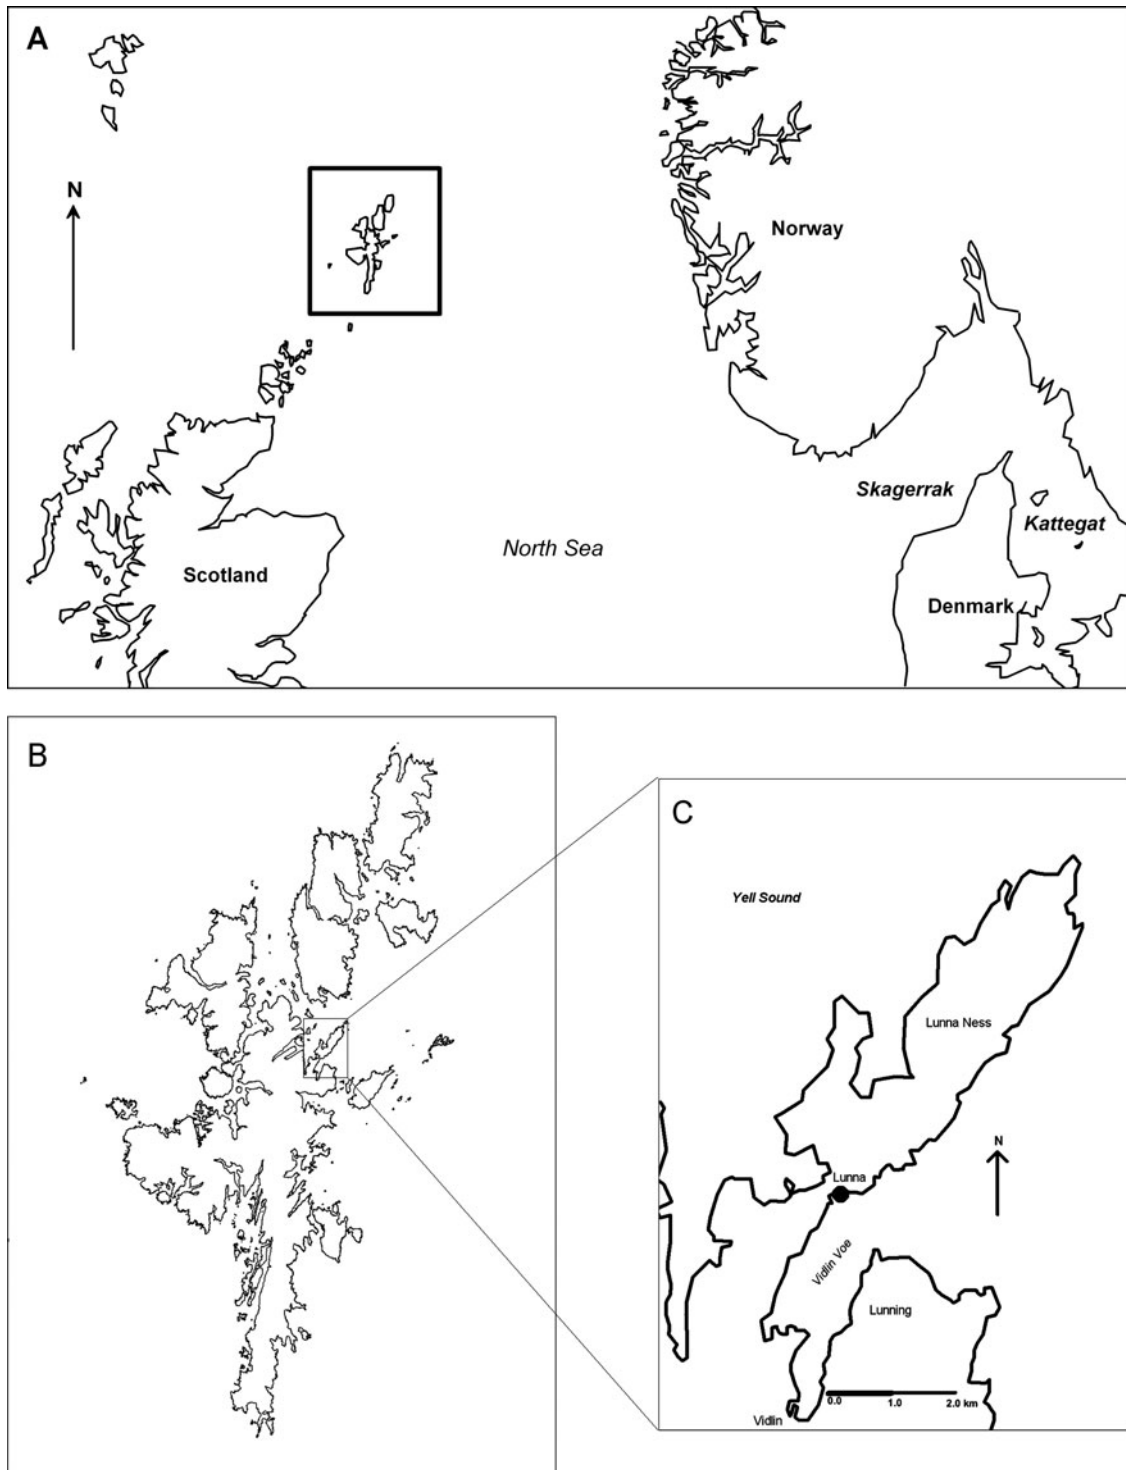 A
N
Norway
Skagerrak
Kattegat
North Sea
Scotland
Denmark
B
C
Yell Sound
Lunna Ness
N
Lunna
Vidlin Voe
Lunning
0.0 1.0 2.0 km
Vidlin